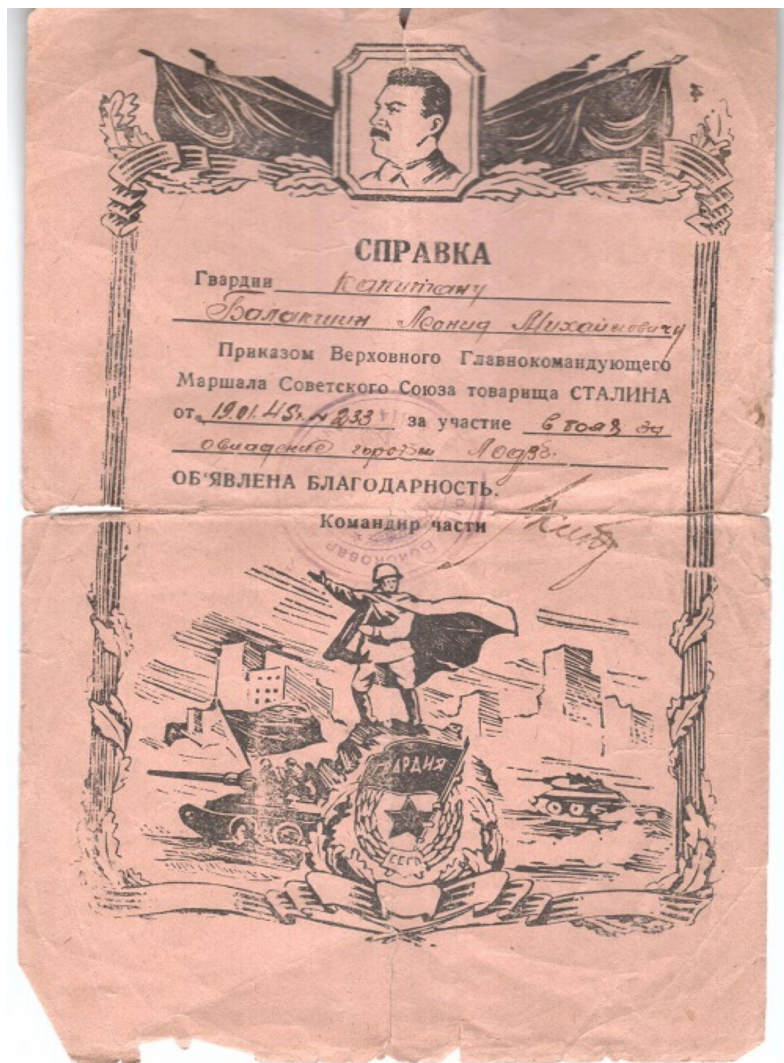 СПРАВКА
Гвардии капитану
Балакшин Леонид Михайловичу
Приказом Верховного Главнокомандующего
Маршала Советского Союза товарища СТАЛИНА
от 19.01.45г. № 233 за участие в боях за
овладение городом Лодзь.
ОБ'ЯВЛЕНА БЛАГОДАРНОСТЬ.
Командир части
ГВАРДИЯ
СССР